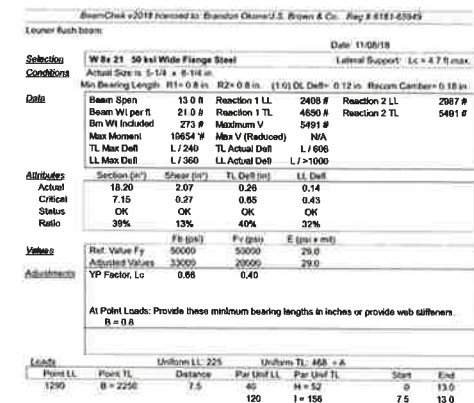 BeamChek v2018 licensed to: Brandon Okone/J.S. Brown & Co. Reg # 6181-65949
Leuner flush beam
Date: 11/08/18
Selection W 8x 21 50 ksi Wide Flange Steel Lateral Support: Lc = 4.7 ft max.
Conditions Actual Size is 5-1/4 x 8-1/4 in.
Min Bearing Length R1= 0.8 in. R2= 0.8 in. (1.0) DL Defl= 0.12 in. Recom Camber= 0.18 in.
Data Beam Span 13.0 ft Reaction 1 LL 2408 # Reaction 2 LL 2987 #
Beam Wt per ft 21.0 # Reaction 1 TL 4650 # Reaction 2 TL 5491 #
Bm Wt Included 273 # Maximum V 5491 #
Max Moment 19654 '# Max V (Reduced) N/A
TL Max Defl L / 240 TL Actual Defl L / 606
LL Max Defl L / 360 LL Actual Defl L / >1000
Attributes Section (in³) Shear (in²) TL Defl (in) LL Defl
Actual 18.20 2.07 0.26 0.14
Critical 7.15 0.27 0.65 0.43
Status OK OK OK OK
Ratio 39% 13% 40% 32%
Fb (psi) Fv (psi) E (psi x mil)
Values Ref. Value Fy 50000 50000 29.0
Adjusted Values 33000 20000 29.0
Adjustments YP Factor, Lc 0.66 0.40
At Point Loads: Provide these minimum bearing lengths in inches or provide web stiffeners.
B = 0.8
Loads Uniform LL: 225 Uniform TL: 468 = A
Point LL Point TL Distance Par Unif LL Par Unif TL Start End
1290 B = 2256 7.5 40 H = 52 0 13.0
120 I = 156 7.5 13.0